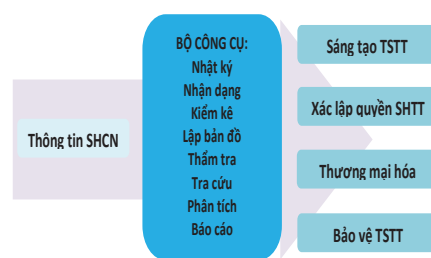 Thông tin SHCN
BỘ CÔNG CỤ:
Nhật ký
Nhận dạng
Kiểm kê
Lập bản đồ
Thẩm tra
Tra cứu
Phân tích
Báo cáo
Sáng tạo TSTT
Xác lập quyền SHTT
Thương mại hóa
Bảo vệ TSTT